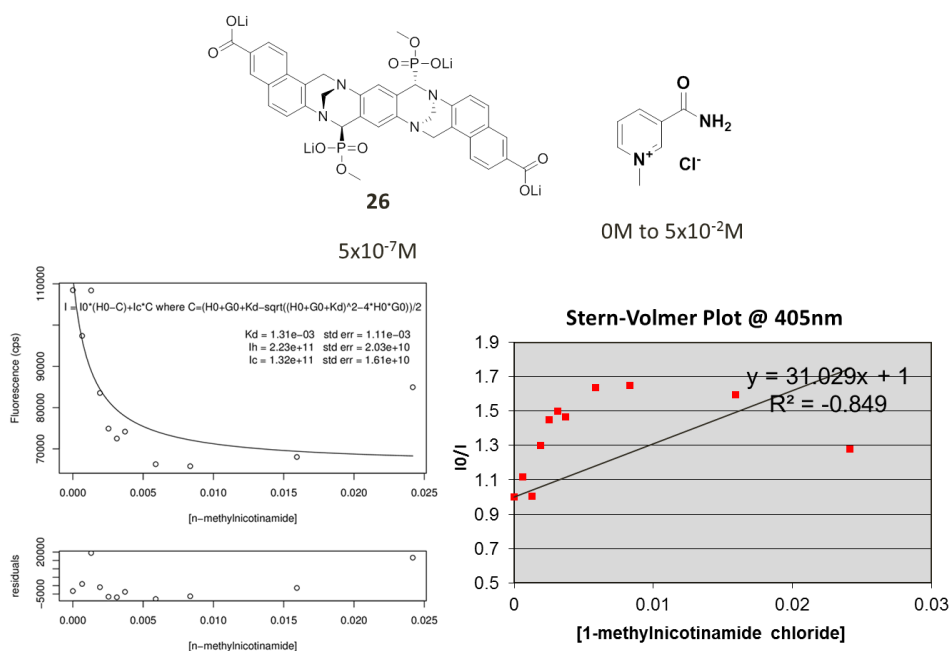 O
OLi
O
O
P
OLi
N
N
N
N
LiO
P
O
O
O
OLi
26
5x10⁻⁷M
O
NH₂
N⁺
Cl⁻
0M to 5x10⁻²M
I = I0*(H0−C)+Ic*C where C=(H0+G0+Kd−sqrt((H0+G0+Kd)^2−4*H0*G0))/2
Kd = 1.31e−03 std err = 1.11e−03
Ih = 2.23e+11 std err = 2.03e+10
Ic = 1.32e+11 std err = 1.61e+10
Fluorescence (cps)
110000
90000
80000
70000
0.000 0.005 0.010 0.015 0.020 0.025
[n−methylnicotinamide]
residuals
20000
−5000
0.000 0.005 0.010 0.015 0.020 0.025
[n−methylnicotinamide]
Stern-Volmer Plot @ 405nm
I0/I
1.9
1.7
1.5
1.3
1.1
0.9
0.7
0.5
y = 31.029x + 1
R² = -0.849
0 0.01 0.02 0.03
[1-methylnicotinamide chloride]